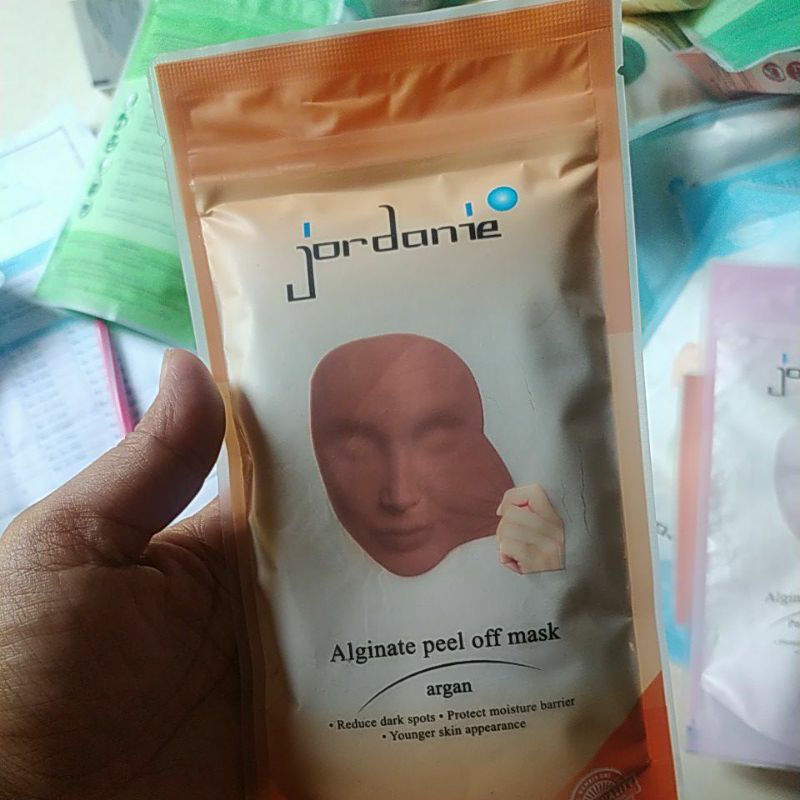 jordanie
Alginate peel off mask
argan
• Reduce dark spots • Protect moisture barrier
• Younger skin appearance